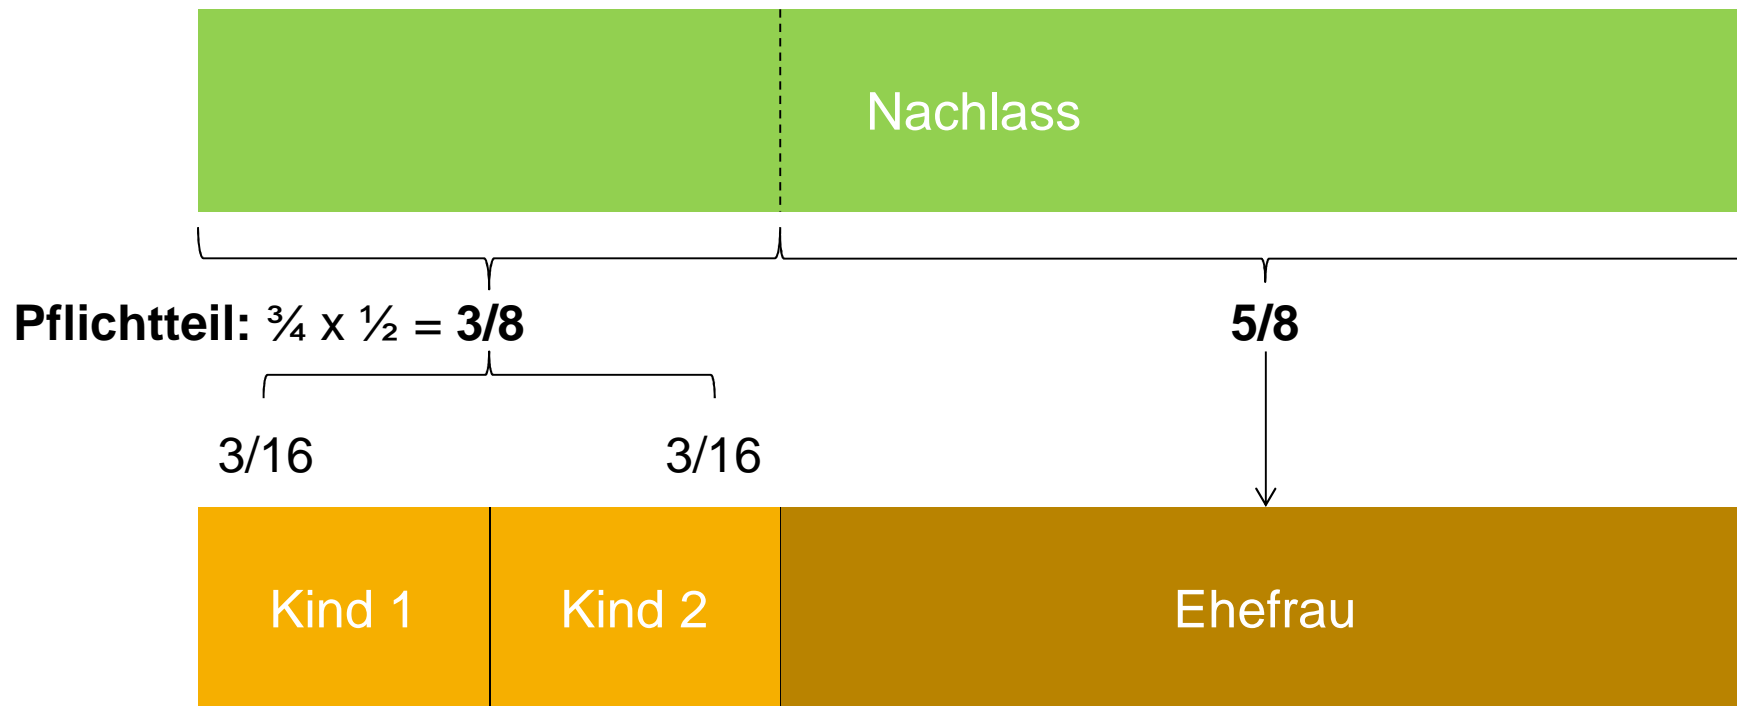 Nachlass
Pflichtteil: ¾ x ½ = 3/8
5/8
3/16
3/16
Kind 1
Kind 2
Ehefrau